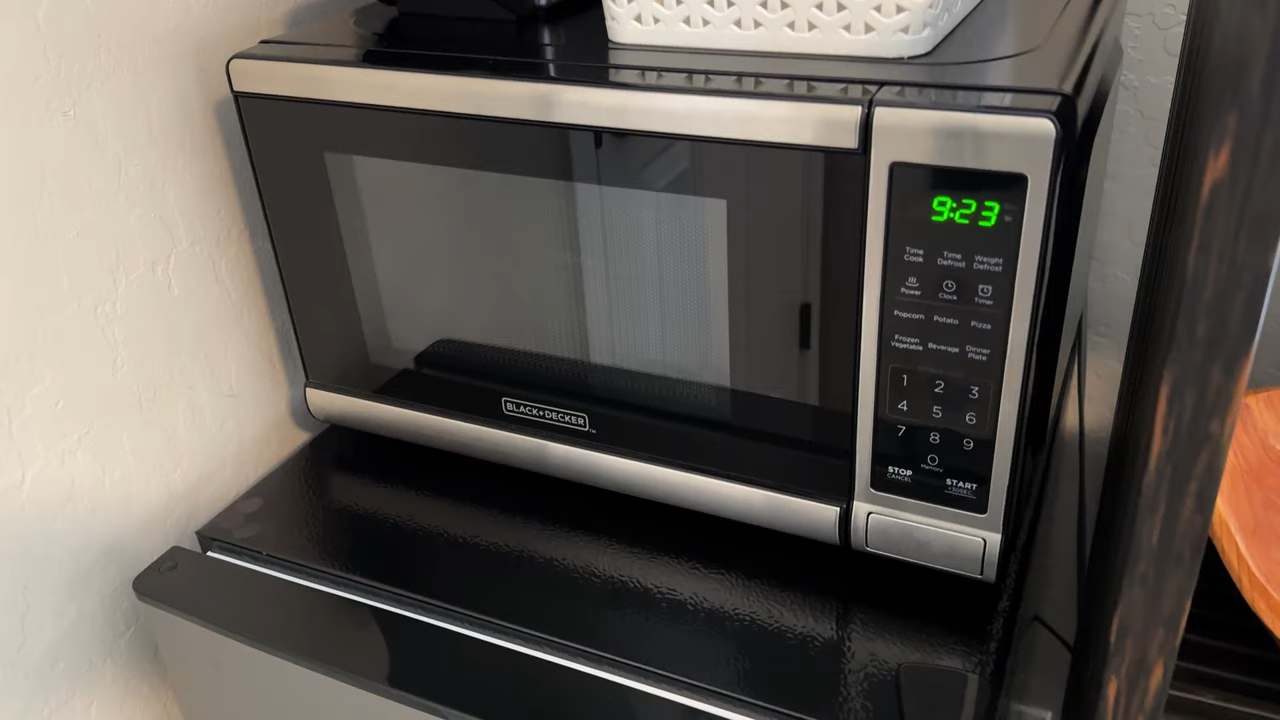 9:23
Time Cook
Time Defrost
Weight Defrost
Power
Clock
Timer
Popcorn
Potato
Pizza
Frozen Vegetable
Beverage
Dinner Plate
1 2 3
4 5 6
7 8 9
0
Memory
STOP
CANCEL
START
+30SEC.
BLACK+DECKER™